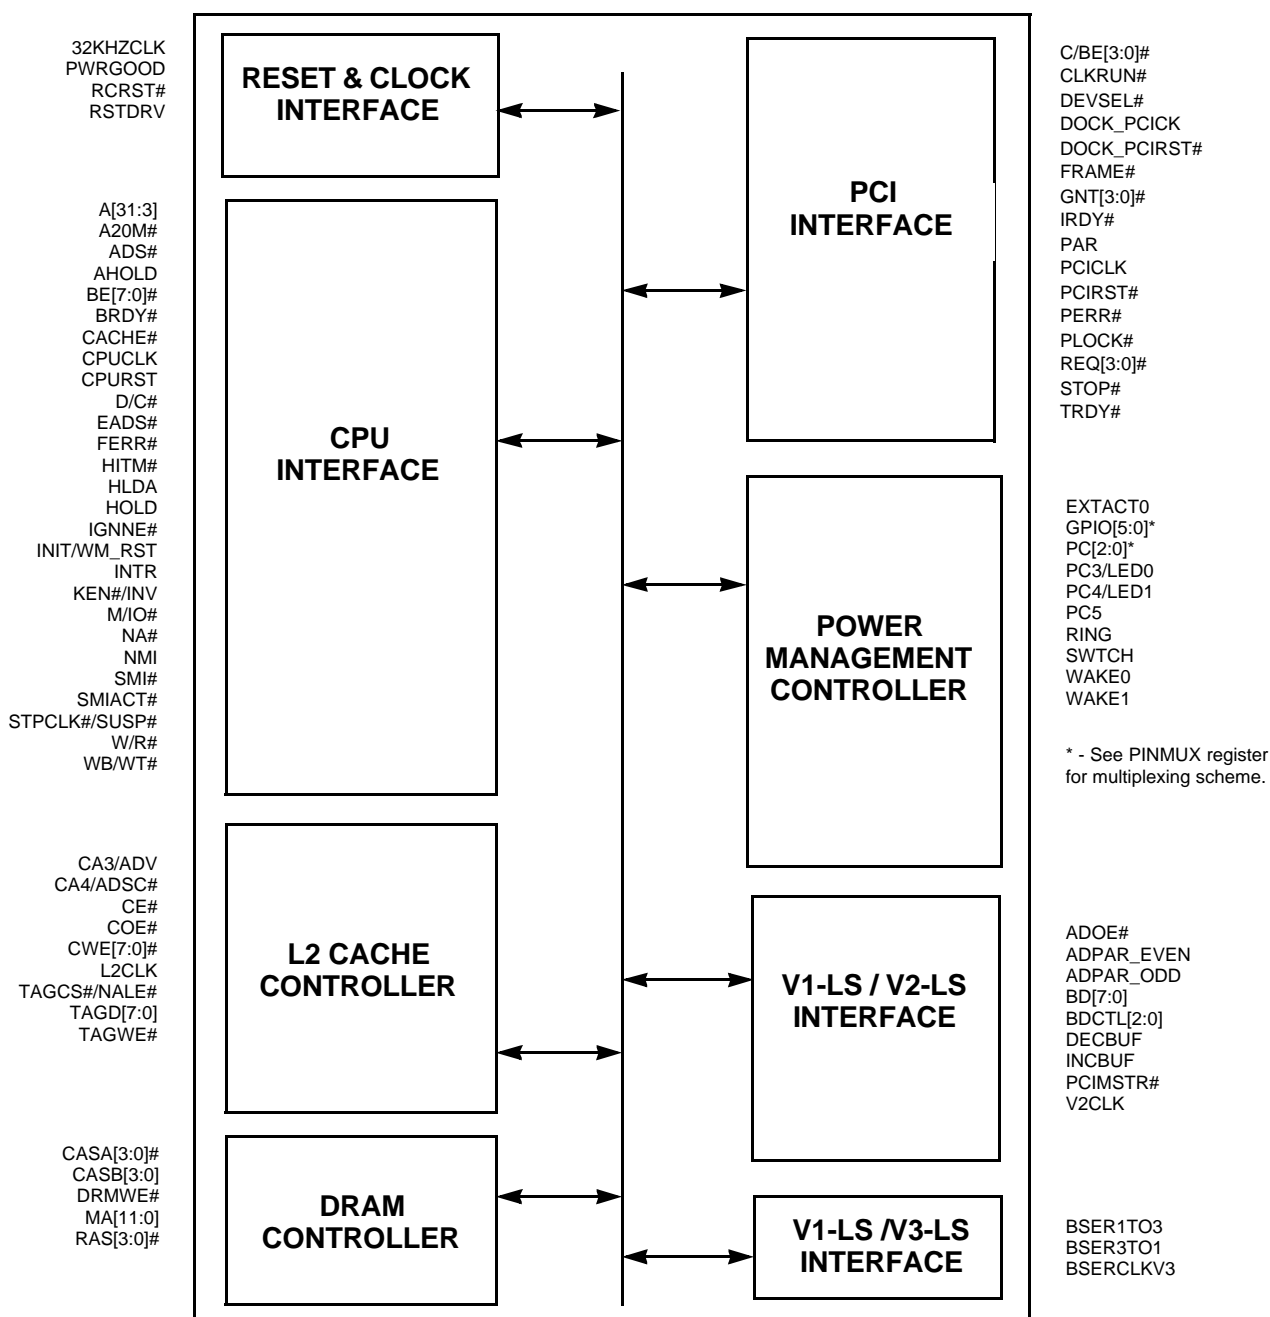 32KHZCLK
PWRGOOD
RCRST#
RSTDRV
RESET & CLOCK
INTERFACE
A[31:3]
A20M#
ADS#
AHOLD
BE[7:0]#
BRDY#
CACHE#
CPUCLK
CPURST
D/C#
EADS#
FERR#
HITM#
HLDA
HOLD
IGNNE#
INIT/WM_RST
INTR
KEN#/INV
M/IO#
NA#
NMI
SMI#
SMIACT#
STPCLK#/SUSP#
W/R#
WB/WT#
CPU
INTERFACE
CA3/ADV
CA4/ADSC#
CE#
COE#
CWE[7:0]#
L2CLK
TAGCS#/NALE#
TAGD[7:0]
TAGWE#
L2 CACHE
CONTROLLER
CASA[3:0]#
CASB[3:0]
DRMWE#
MA[11:0]
RAS[3:0]#
DRAM
CONTROLLER
PCI
INTERFACE
C/BE[3:0]#
CLKRUN#
DEVSEL#
DOCK_PCICK
DOCK_PCIRST#
FRAME#
GNT[3:0]#
IRDY#
PAR
PCICLK
PCIRST#
PERR#
PLOCK#
REQ[3:0]#
STOP#
TRDY#
POWER
MANAGEMENT
CONTROLLER
EXTACT0
GPIO[5:0]*
PC[2:0]*
PC3/LED0
PC4/LED1
PC5
RING
SWTCH
WAKE0
WAKE1
* - See PINMUX register
for multiplexing scheme.
V1-LS / V2-LS
INTERFACE
ADOE#
ADPAR_EVEN
ADPAR_ODD
BD[7:0]
BDCTL[2:0]
DECBUF
INCBUF
PCIMSTR#
V2CLK
V1-LS /V3-LS
INTERFACE
BSER1TO3
BSER3TO1
BSERCLKV3